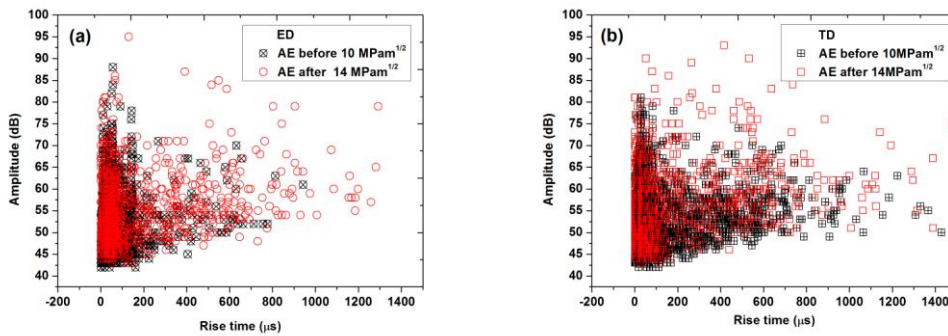 (a)
ED
AE before 10 MPam1/2
AE after 14 MPam1/2
100
95
90
85
80
75
70
65
60
55
50
45
40
Amplitude (dB)
-200 0 200 400 600 800 1000 1200 1400
Rise time (μs)
(b)
TD
AE before 10MPam1/2
AE after 14MPam1/2
100
95
90
85
80
75
70
65
60
55
50
45
40
Amplitude (dB)
-200 0 200 400 600 800 1000 1200 1400
Rise time (μs)